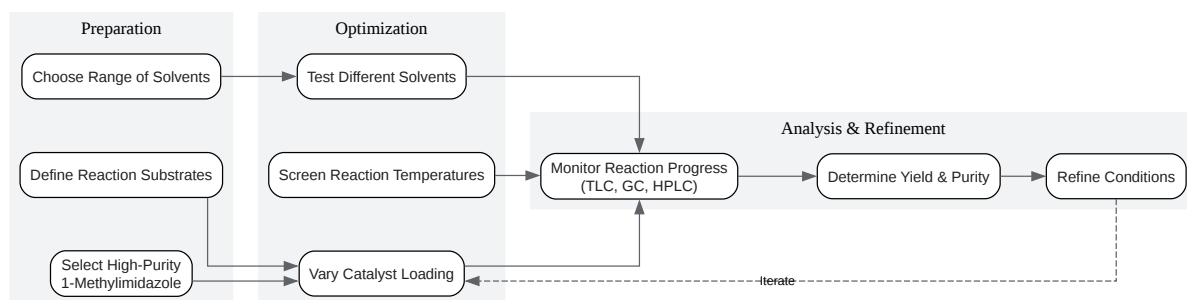 Preparation
Choose Range of Solvents
Define Reaction Substrates
Select High-Purity
1-Methylimidazole
Optimization
Test Different Solvents
Screen Reaction Temperatures
Vary Catalyst Loading
Analysis & Refinement
Monitor Reaction Progress
(TLC, GC, HPLC)
Determine Yield & Purity
Refine Conditions
Iterate